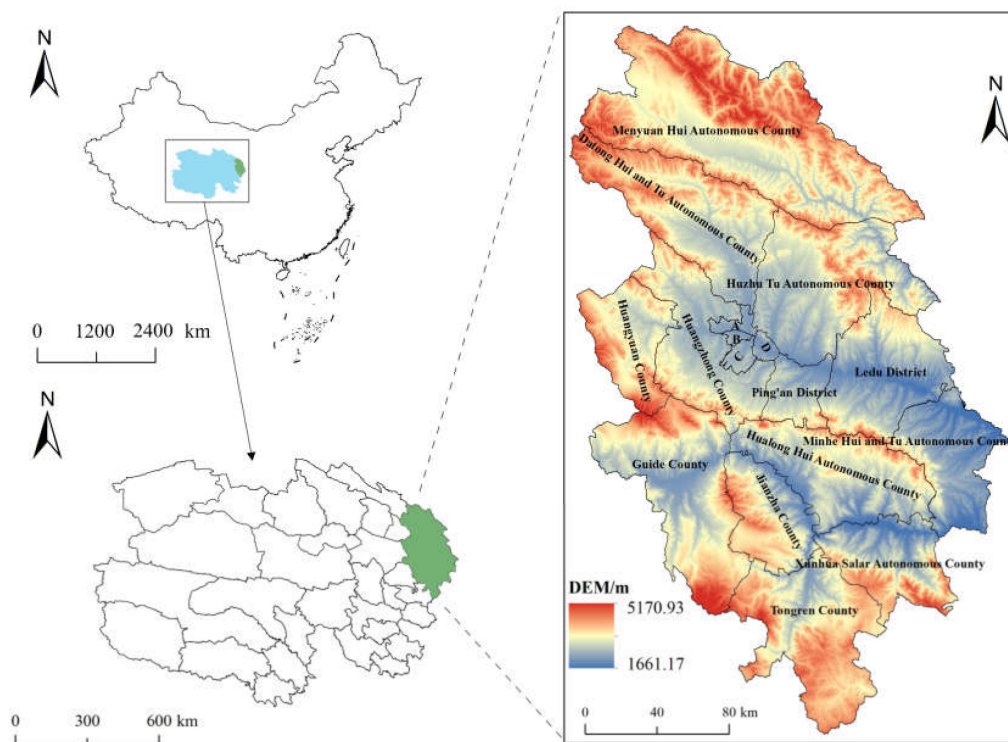 N
0 1200 2400 km
N
0 300 600 km
N
Menyuan Hui Autonomous County
Datong Hui and Tu Autonomous County
Huzhu Tu Autonomous County
Huangyuan County
Huangzhong County
A
B
C
D
Ledu District
Ping'an District
Minhe Hui and Tu Autonomous Coun
Hualong Hui Autonomous County
Guide County
Jianzha County
Xunhua Salar Autonomous County
Tongren County
DEM/m
5170.93
1661.17
0 40 80 km